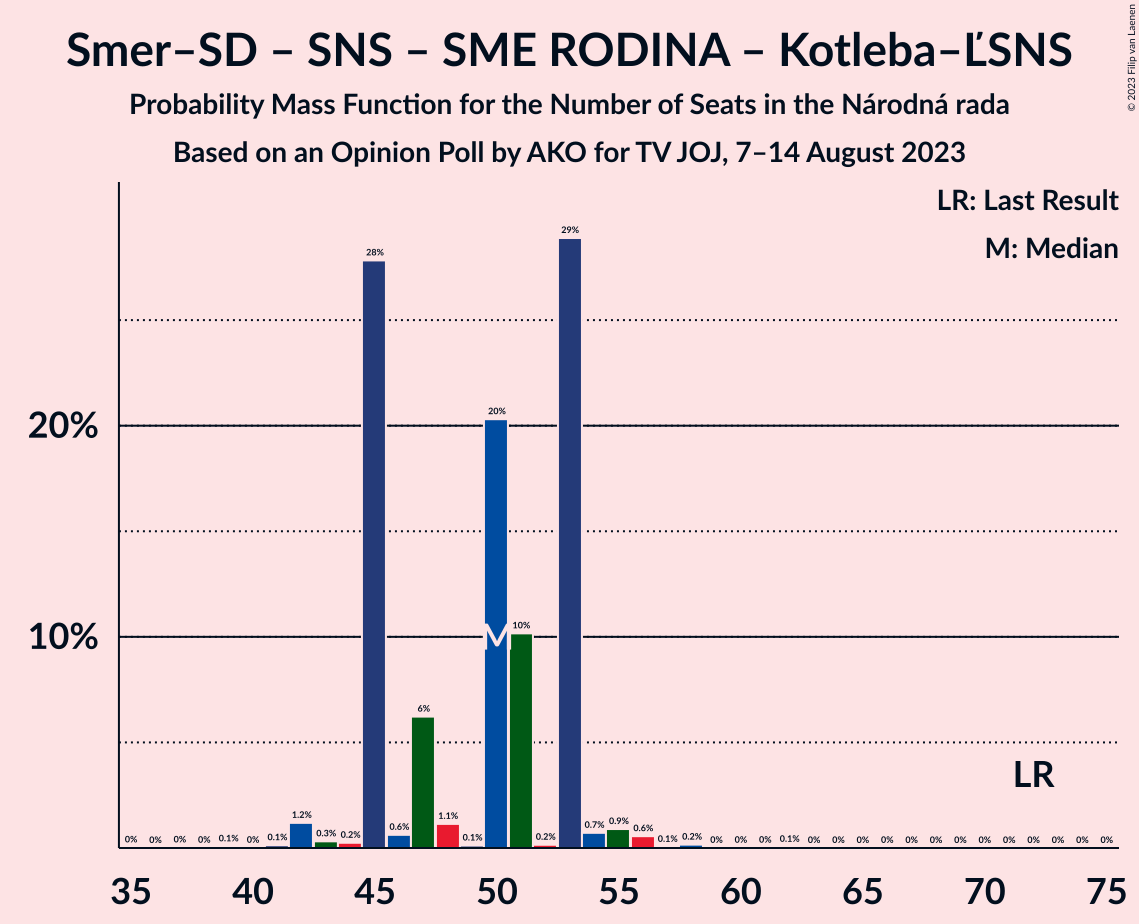 Smer–SD – SNS – SME RODINA – Kotleba–ĽSNS
Probability Mass Function for the Number of Seats in the Národná rada
Based on an Opinion Poll by AKO for TV JOJ, 7–14 August 2023
© 2023 Filip van Laenen
LR: Last Result
M: Median
20%
10%
0% 0% 0% 0% 0.1% 0% 0.1% 1.2% 0.3% 0.2% 28% 0.6% 6% 1.1% 0.1% 20% 10% 0.2% 29% 0.7% 0.9% 0.6% 0.1% 0.2% 0% 0% 0% 0.1% 0% 0% 0% 0% 0% 0% 0% 0% 0% 0% 0% 0% 0%
M
LR
35 40 45 50 55 60 65 70 75